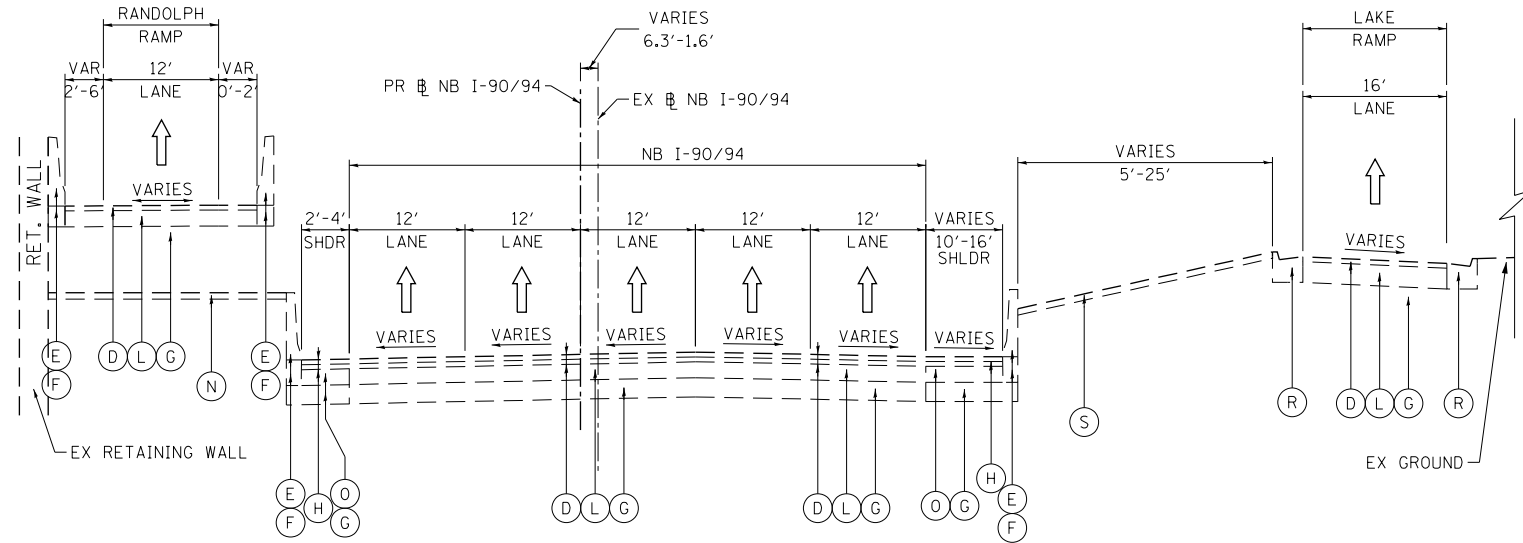 RANDOLPH
RAMP
VAR
2'-6'
12'
LANE
VAR
0'-2'
VARIES
RET. WALL
VARIES
6.3'-1.6'
PR ℄ NB I-90/94
EX ℄ NB I-90/94
NB I-90/94
2'-4'
SHDR
12'
LANE
12'
LANE
12'
LANE
12'
LANE
12'
LANE
VARIES
10'-16'
SHLDR
VARIES
VARIES
VARIES
VARIES
VARIES
VARIES
VARIES
5'-25'
LAKE
RAMP
16'
LANE
VARIES
E
F
D
L
G
N
E
F
EX RETAINING WALL
E
F
H
O
G
D
L
G
D
L
G
O
G
H
E
F
S
R
D
L
G
R
EX GROUND